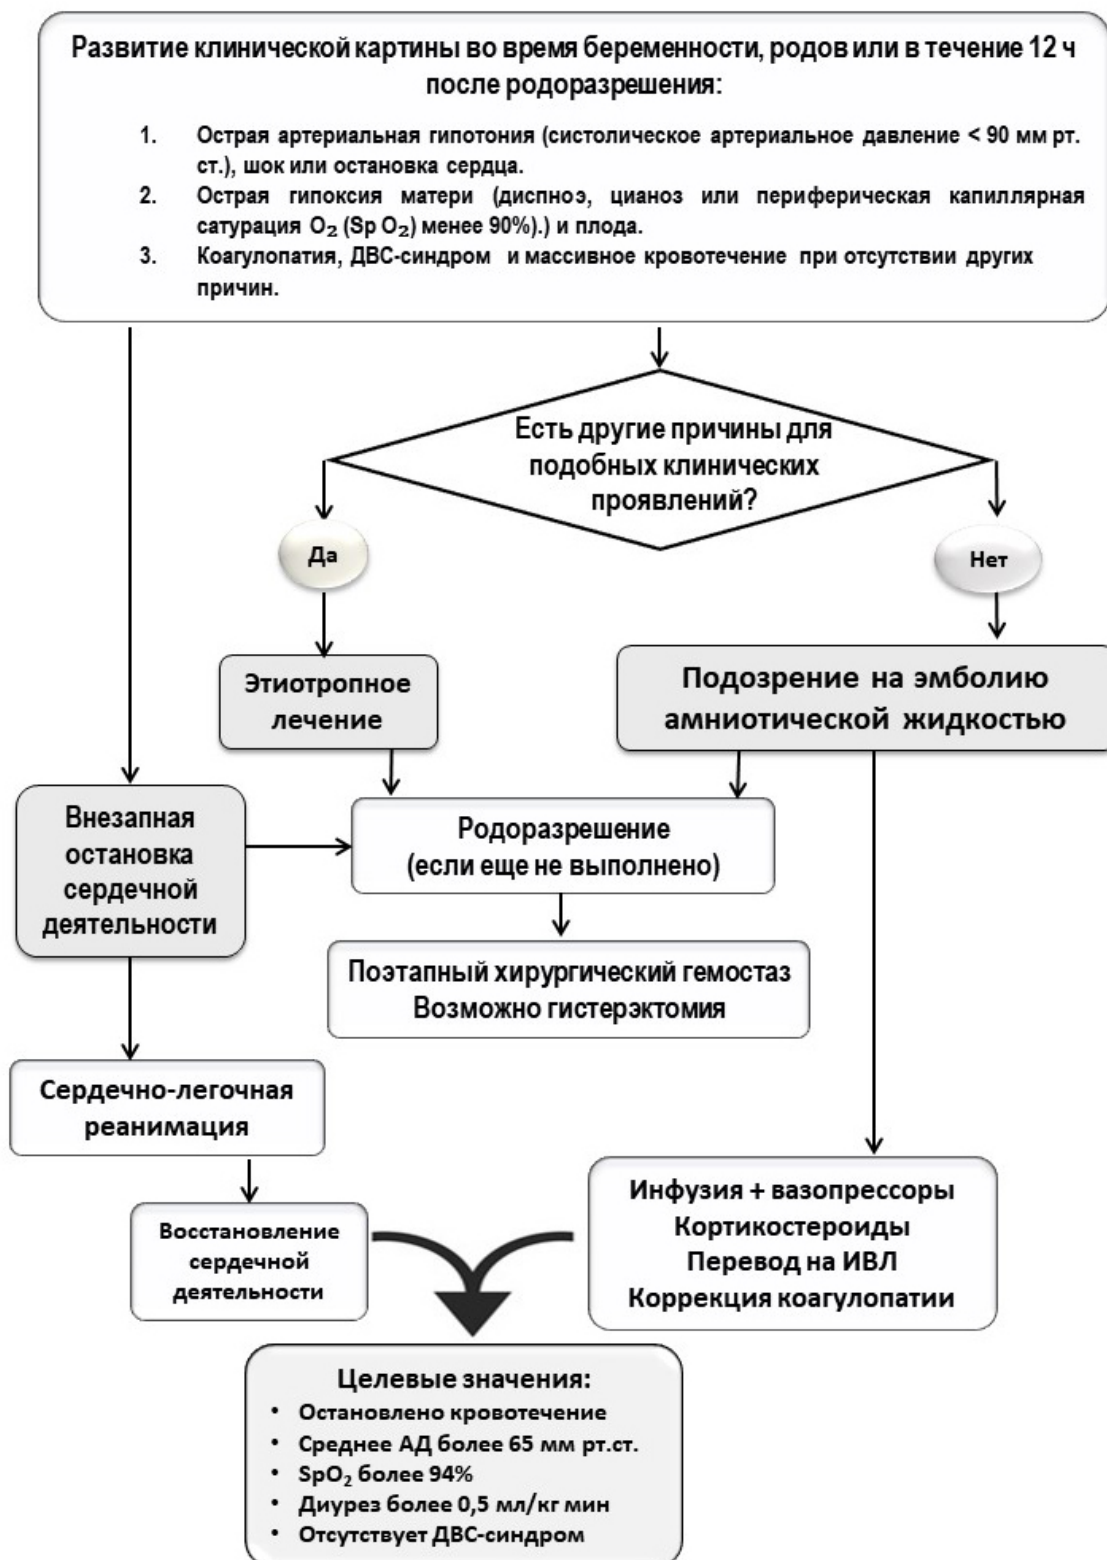 Развитие клинической картины во время беременности, родов или в течение 12 ч
после родоразрешения:
1. Острая артериальная гипотония (систолическое артериальное давление < 90 мм рт.
ст.), шок или остановка сердца.
2. Острая гипоксия матери (диспноэ, цианоз или периферическая капиллярная
сатурация O₂ (Sp O₂) менее 90%).) и плода.
3. Коагулопатия, ДВС-синдром и массивное кровотечение при отсутствии других
причин.
Есть другие причины для
подобных клинических
проявлений?
Да
Нет
Этиотропное
лечение
Подозрение на эмболию
амниотической жидкостью
Внезапная
остановка
сердечной
деятельности
Родоразрешение
(если еще не выполнено)
Поэтапный хирургический гемостаз
Возможно гистерэктомия
Сердечно-легочная
реанимация
Восстановление
сердечной
деятельности
Инфузия + вазопрессоры
Кортикостероиды
Перевод на ИВЛ
Коррекция коагулопатии
Целевые значения:
• Остановлено кровотечение
• Среднее АД более 65 мм рт.ст.
• SpO₂ более 94%
• Диурез более 0,5 мл/кг мин
• Отсутствует ДВС-синдром